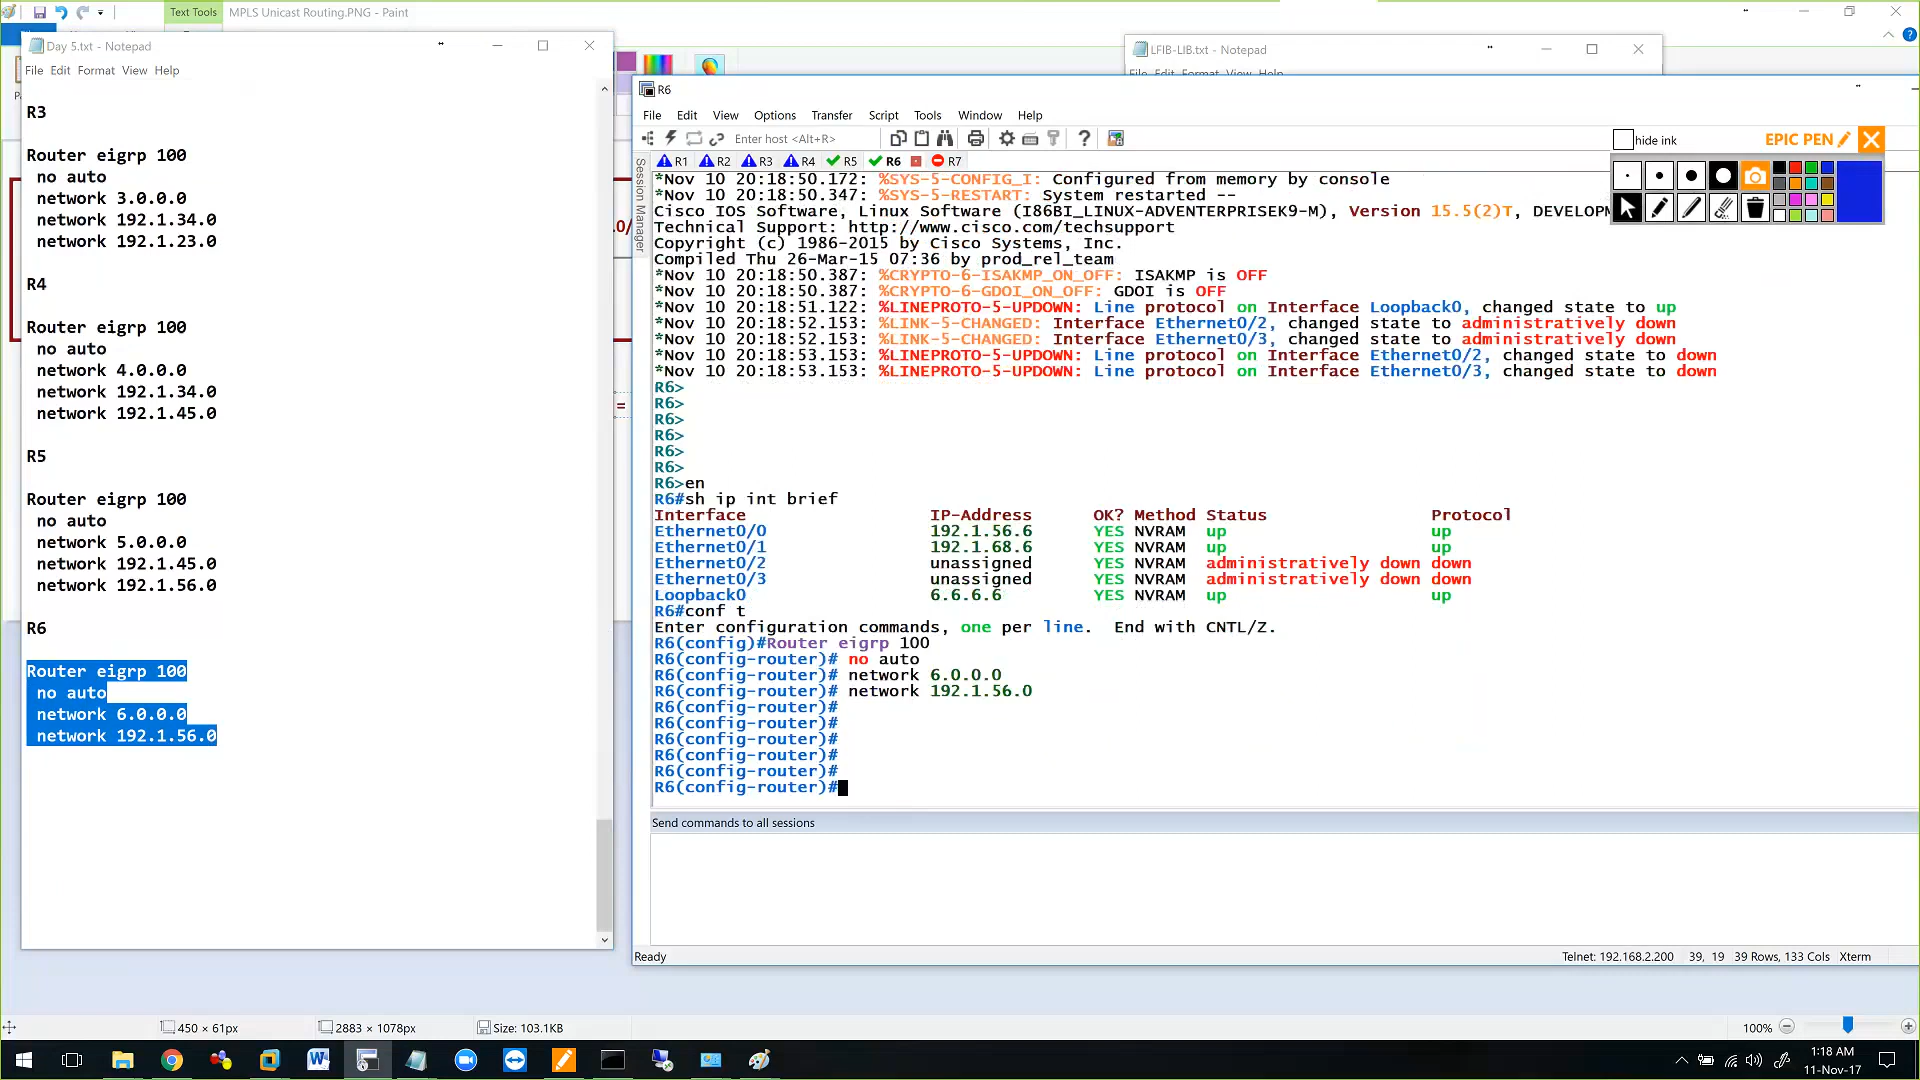 Text Tools
MPLS Unicast Routing.PNG - Paint
Day 5.txt - Notepad
File Edit Format View Help
R3
Router eigrp 100
no auto
network 3.0.0.0
network 192.1.34.0
network 192.1.23.0
R4
Router eigrp 100
no auto
network 4.0.0.0
network 192.1.34.0
network 192.1.45.0
R5
Router eigrp 100
no auto
network 5.0.0.0
network 192.1.45.0
network 192.1.56.0
R6
Router eigrp 100
no auto
network 6.0.0.0
network 192.1.56.0
LFIB-LIB.txt - Notepad
File Edit Format View Help
.0/
=
R6
File Edit View Options Transfer Script Tools Window Help
Enter host <Alt+R>
Session Manager
R1 R2 R3 R4 R5 R6 R7
hide ink
EPIC PEN
*Nov 10 20:18:50.172: %SYS-5-CONFIG_I: Configured from memory by console
*Nov 10 20:18:50.347: %SYS-5-RESTART: System restarted --
Cisco IOS Software, Linux Software (I86BI_LINUX-ADVENTERPRISEK9-M), Version 15.5(2)T, DEVELOPM
Technical Support: http://www.cisco.com/techsupport
Copyright (c) 1986-2015 by Cisco Systems, Inc.
Compiled Thu 26-Mar-15 07:36 by prod_rel_team
*Nov 10 20:18:50.387: %CRYPTO-6-ISAKMP_ON_OFF: ISAKMP is OFF
*Nov 10 20:18:50.387: %CRYPTO-6-GDOI_ON_OFF: GDOI is OFF
*Nov 10 20:18:51.122: %LINEPROTO-5-UPDOWN: Line protocol on Interface Loopback0, changed state to up
*Nov 10 20:18:52.153: %LINK-5-CHANGED: Interface Ethernet0/2, changed state to administratively down
*Nov 10 20:18:52.153: %LINK-5-CHANGED: Interface Ethernet0/3, changed state to administratively down
*Nov 10 20:18:53.153: %LINEPROTO-5-UPDOWN: Line protocol on Interface Ethernet0/2, changed state to down
*Nov 10 20:18:53.153: %LINEPROTO-5-UPDOWN: Line protocol on Interface Ethernet0/3, changed state to down
R6>
R6>
R6>
R6>
R6>
R6>
R6>en
R6#sh ip int brief
Interface IP-Address OK? Method Status Protocol
Ethernet0/0 192.1.56.6 YES NVRAM up up
Ethernet0/1 192.1.68.6 YES NVRAM up up
Ethernet0/2 unassigned YES NVRAM administratively down down
Ethernet0/3 unassigned YES NVRAM administratively down down
Loopback0 6.6.6.6 YES NVRAM up up
R6#conf t
Enter configuration commands, one per line. End with CNTL/Z.
R6(config)#Router eigrp 100
R6(config-router)# no auto
R6(config-router)# network 6.0.0.0
R6(config-router)# network 192.1.56.0
R6(config-router)#
R6(config-router)#
R6(config-router)#
R6(config-router)#
R6(config-router)#
R6(config-router)#
Send commands to all sessions
Ready
Telnet: 192.168.2.200 39, 19 39 Rows, 133 Cols Xterm
450 × 61px
2883 × 1078px
Size: 103.1KB
100%
1:18 AM
11-Nov-17